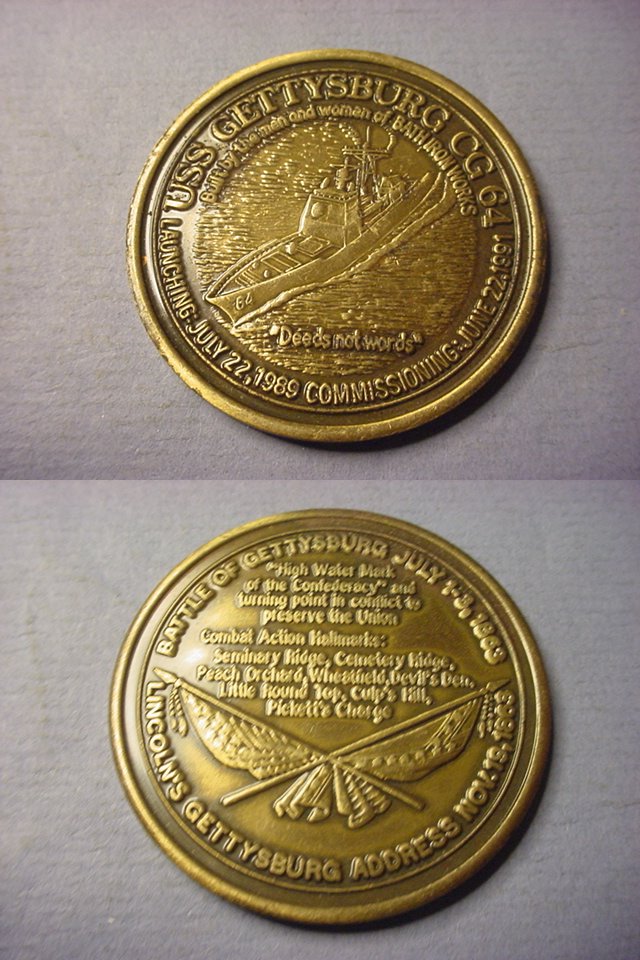 USS GETTYSBURG CG 64
Built by the men and women of BATH IRON WORKS
64
"Deeds not words"
LAUNCHING: JULY 22, 1989 COMMISSIONING: JUNE 22, 1991
BATTLE OF GETTYSBURG JULY 1-3, 1863
"High Water Mark
of the Confederacy" and
turning point in conflict to
preserve the Union
Combat Action Hallmarks:
Seminary Ridge, Cemetery Ridge,
Peach Orchard, Wheatfield, Devil's Den,
Little Round Top, Culp's Hill,
Pickett's Charge
LINCOLN'S GETTYSBURG ADDRESS NOV. 19, 1863